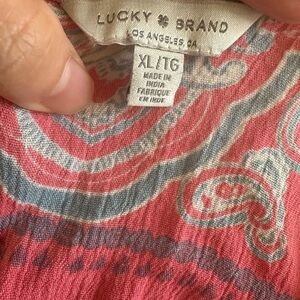 LUCKY BRAND
LOS ANGELES, CA
XL/TG
MADE IN
INDIA
FABRIQUE
EN INDE